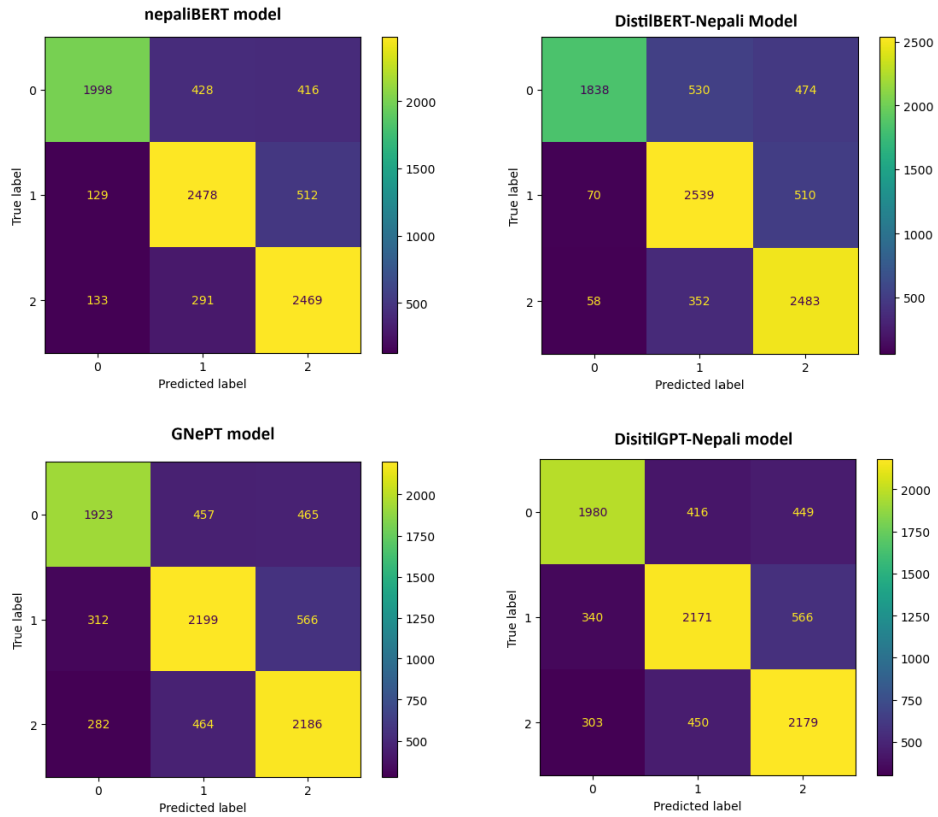 nepaliBERT model
0 1998 428 416
1 129 2478 512
2 133 291 2469
True label
0 1 2
Predicted label
2000
1500
1000
500
DistilBERT-Nepali Model
0 1838 530 474
1 70 2539 510
2 58 352 2483
True label
0 1 2
Predicted label
2500
2000
1500
1000
500
GNePT model
0 1923 457 465
1 312 2199 566
2 282 464 2186
True label
0 1 2
Predicted label
2000
1750
1500
1250
1000
750
500
DisitilGPT-Nepali model
0 1980 416 449
1 340 2171 566
2 303 450 2179
True label
0 1 2
Predicted label
2000
1750
1500
1250
1000
750
500